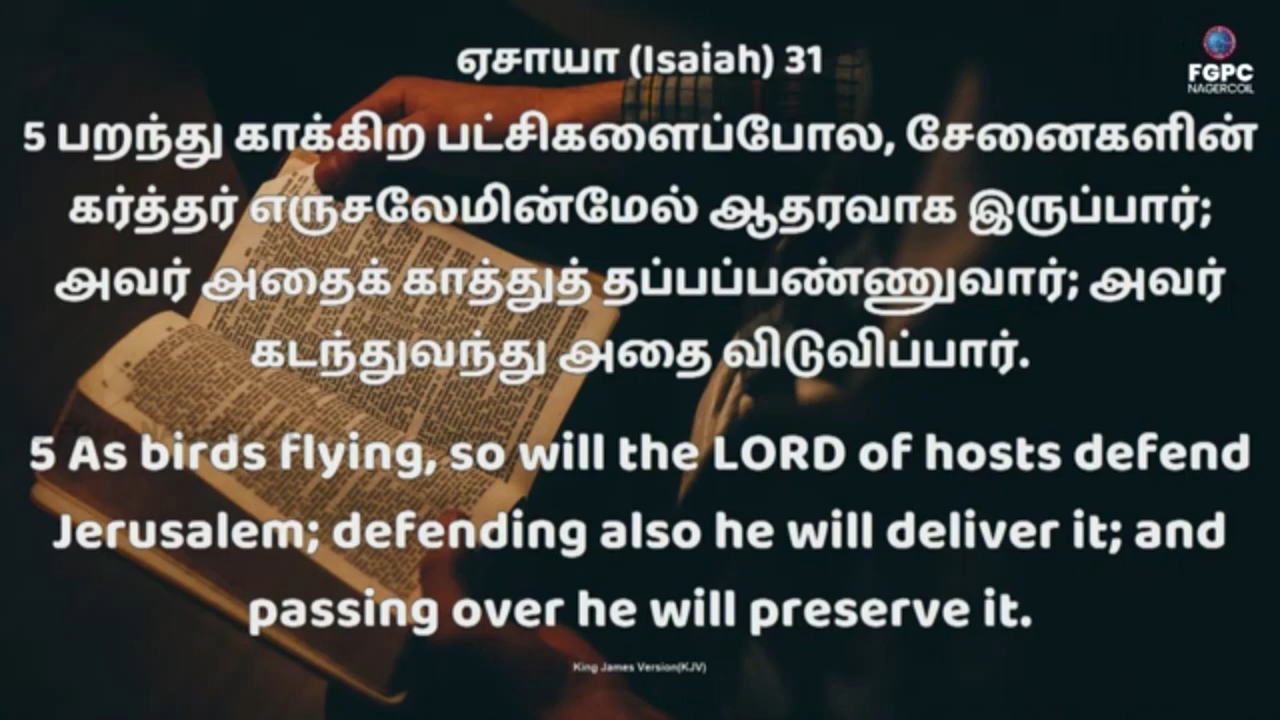 ஏசாயா (Isaiah) 31
FGPC
NAGERCOIL
5 பறந்து காக்கிற பட்சிகளைப்போல, சேனைகளின்
கர்த்தர் எருசலேமின்மேல் ஆதரவாக இருப்பார்;
அவர் அதைக் காத்துத் தப்பப்பண்ணுவார்; அவர்
கடந்துவந்து அதை விடுவிப்பார்.
5 As birds flying, so will the LORD of hosts defend
Jerusalem; defending also he will deliver it; and
passing over he will preserve it.
King James Version(KJV)